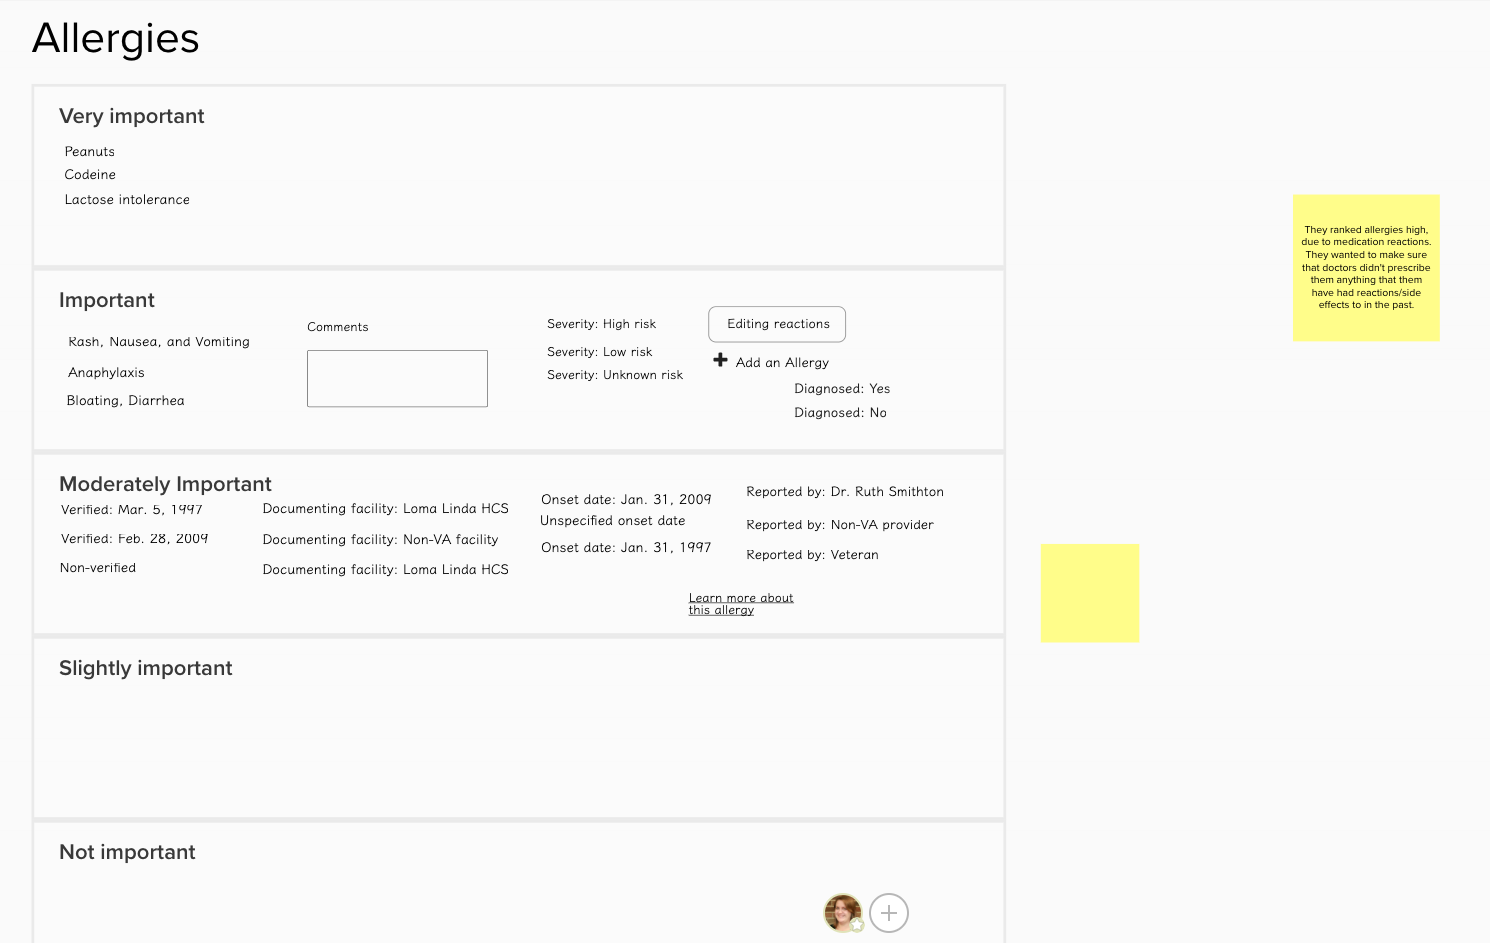 Allergies
Very important
Peanuts
Codeine
Lactose intolerance
They ranked allergies high,
due to medication reactions.
They wanted to make sure
that doctors didn't prescribe
them anything that them
have had reactions/side
effects to in the past.
Important
Rash, Nausea, and Vomiting
Anaphylaxis
Bloating, Diarrhea
Comments
Severity: High risk
Severity: Low risk
Severity: Unknown risk
Editing reactions
Add an Allergy
Diagnosed: Yes
Diagnosed: No
Moderately Important
Verified: Mar. 5, 1997
Verified: Feb. 28, 2009
Non-verified
Documenting facility: Loma Linda HCS
Documenting facility: Non-VA facility
Documenting facility: Loma Linda HCS
Onset date: Jan. 31, 2009
Unspecified onset date
Onset date: Jan. 31, 1997
Reported by: Dr. Ruth Smithton
Reported by: Non-VA provider
Reported by: Veteran
Learn more about
this allergy
Slightly important
Not important